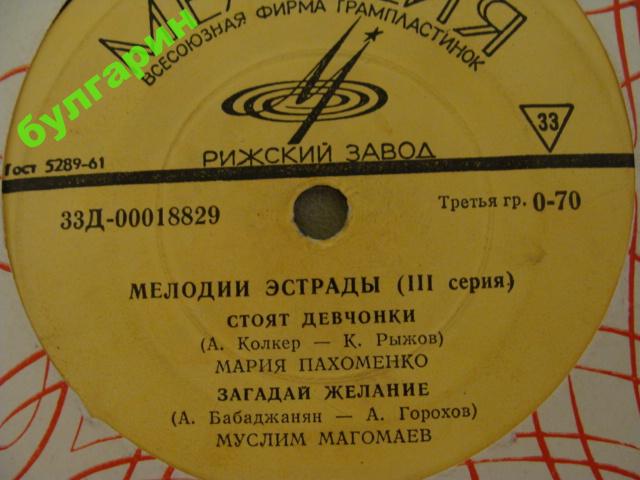 булгарин
ВСЕСОЮЗНАЯ ФИРМА ГРАМПЛАСТИНОК
33
РИЖСКИЙ ЗАВОД
Гост 5289-61
33Д-00018829
Третья гр. 0-70
МЕЛОДИИ ЭСТРАДЫ (III серия)
СТОЯТ ДЕВЧОНКИ
(А. Колкер — К. Рыжов)
МАРИЯ ПАХОМЕНКО
ЗАГАДАЙ ЖЕЛАНИЕ
(А. Бабаджанян — А. Горохов)
МУСЛИМ МАГОМАЕВ